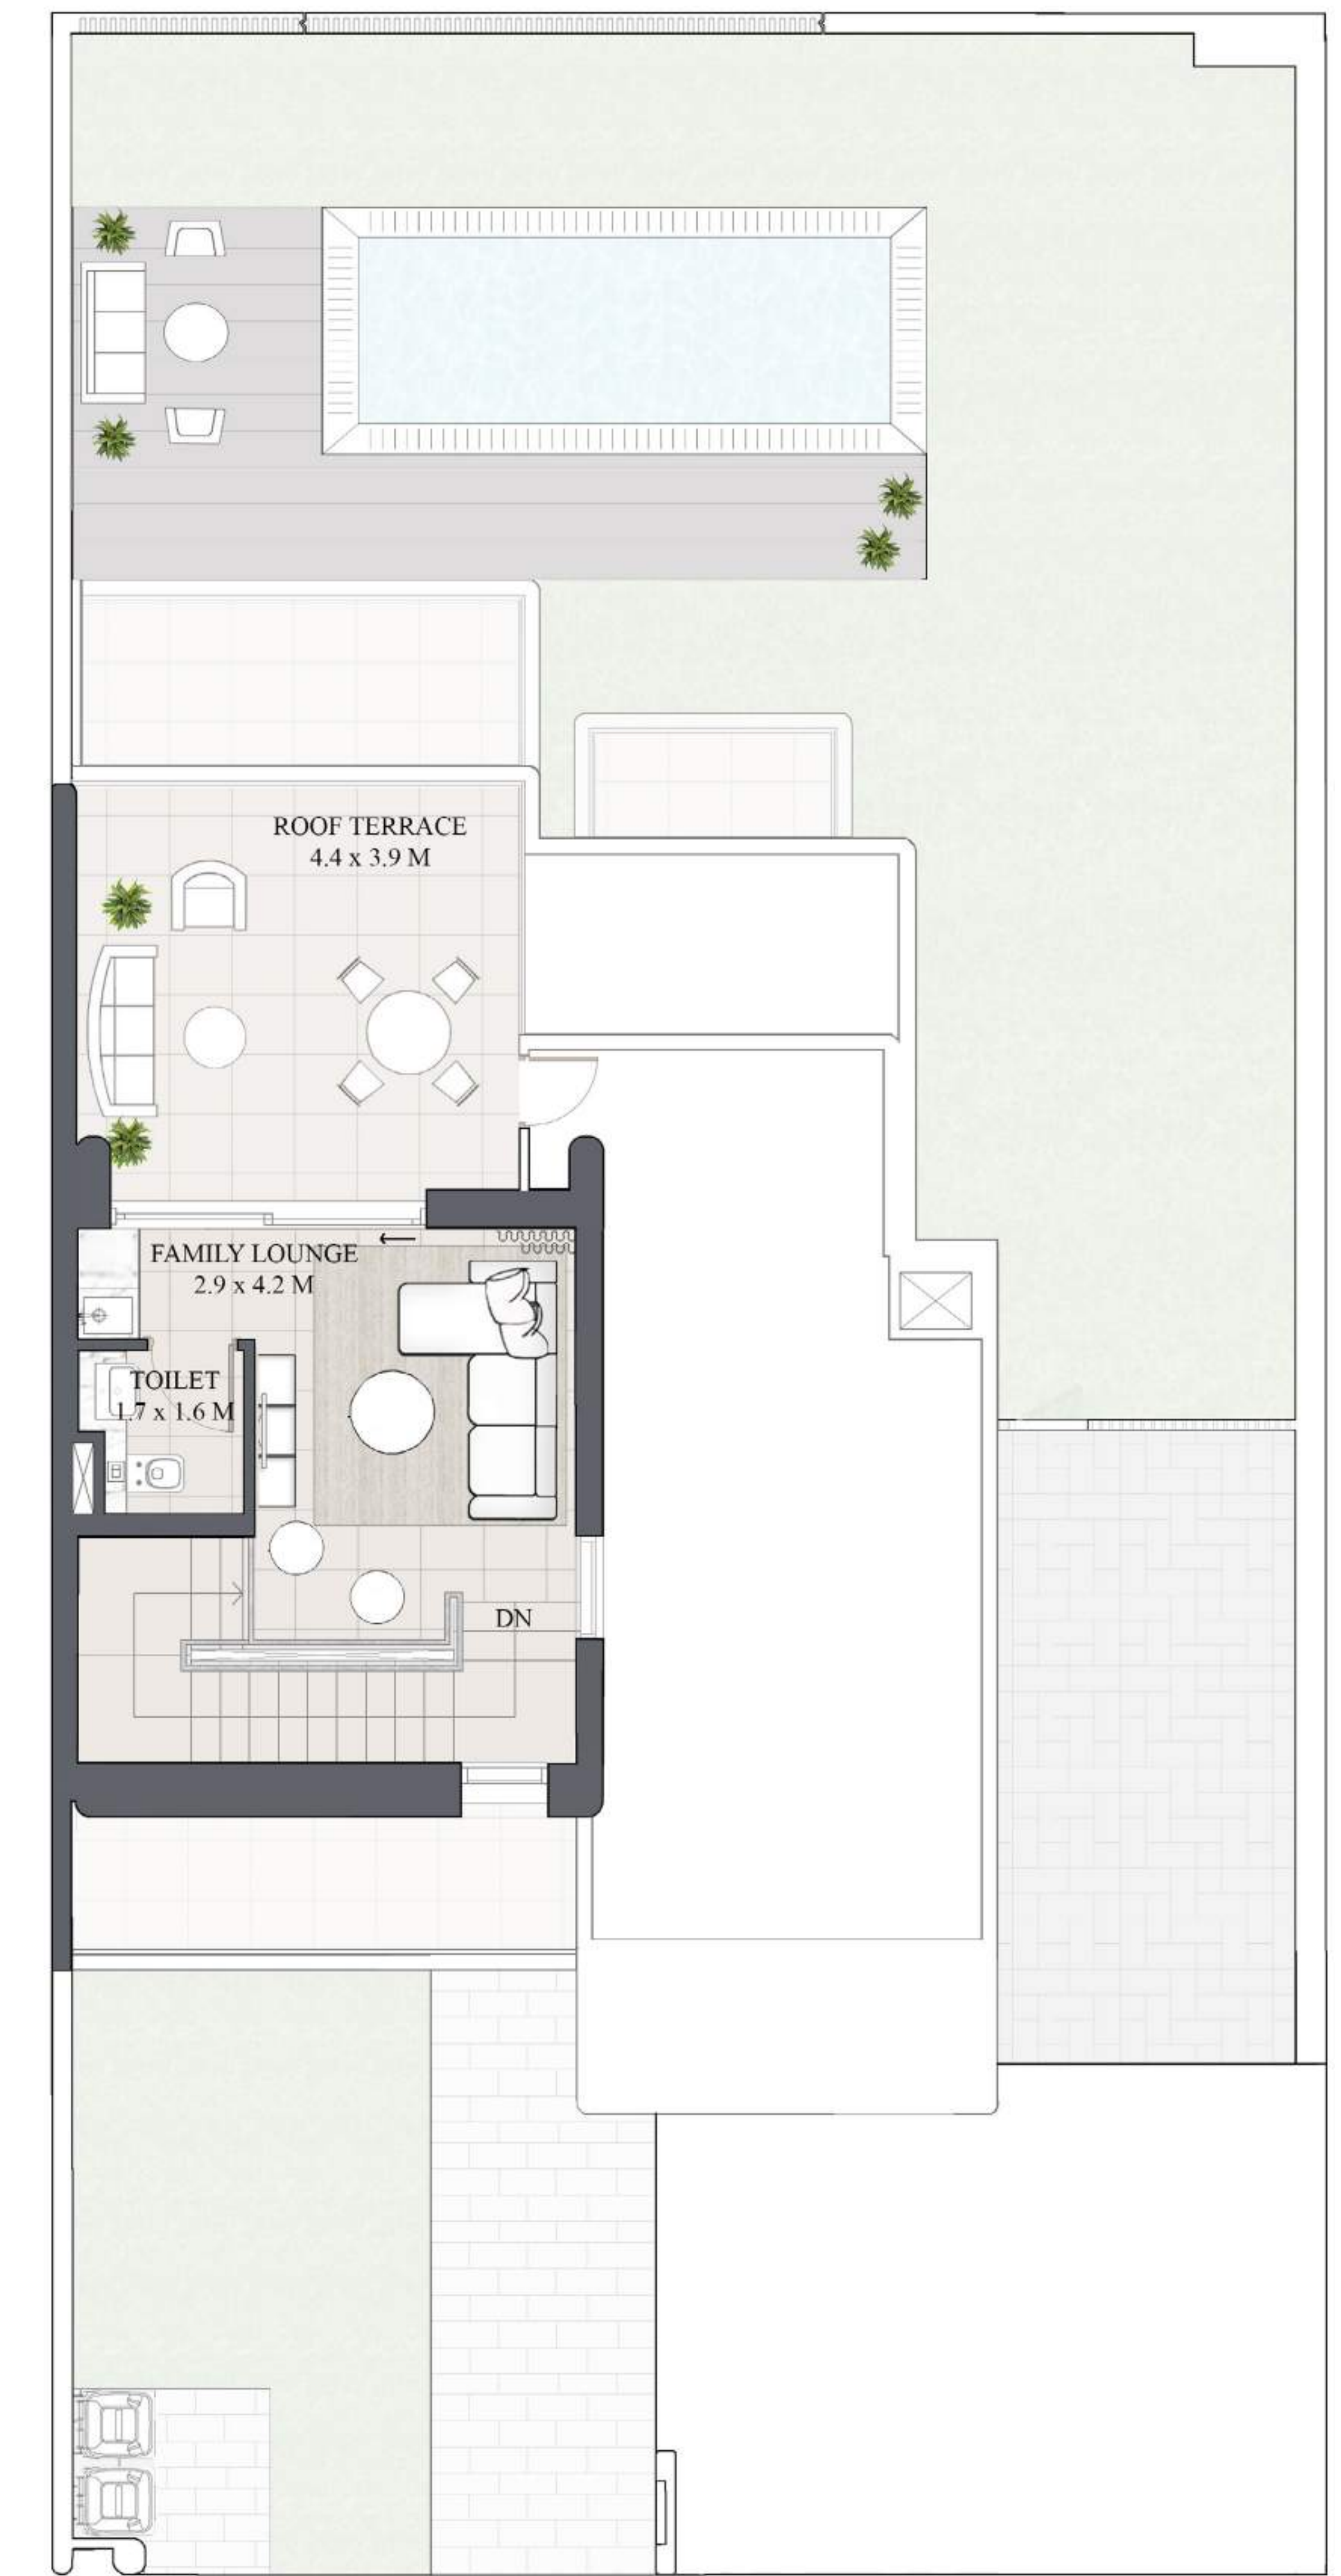 ROOF TERRACE
4.4 x 3.9 M
FAMILY LOUNGE
2.9 x 4.2 M
TOILET
1.7 x 1.6 M
DN